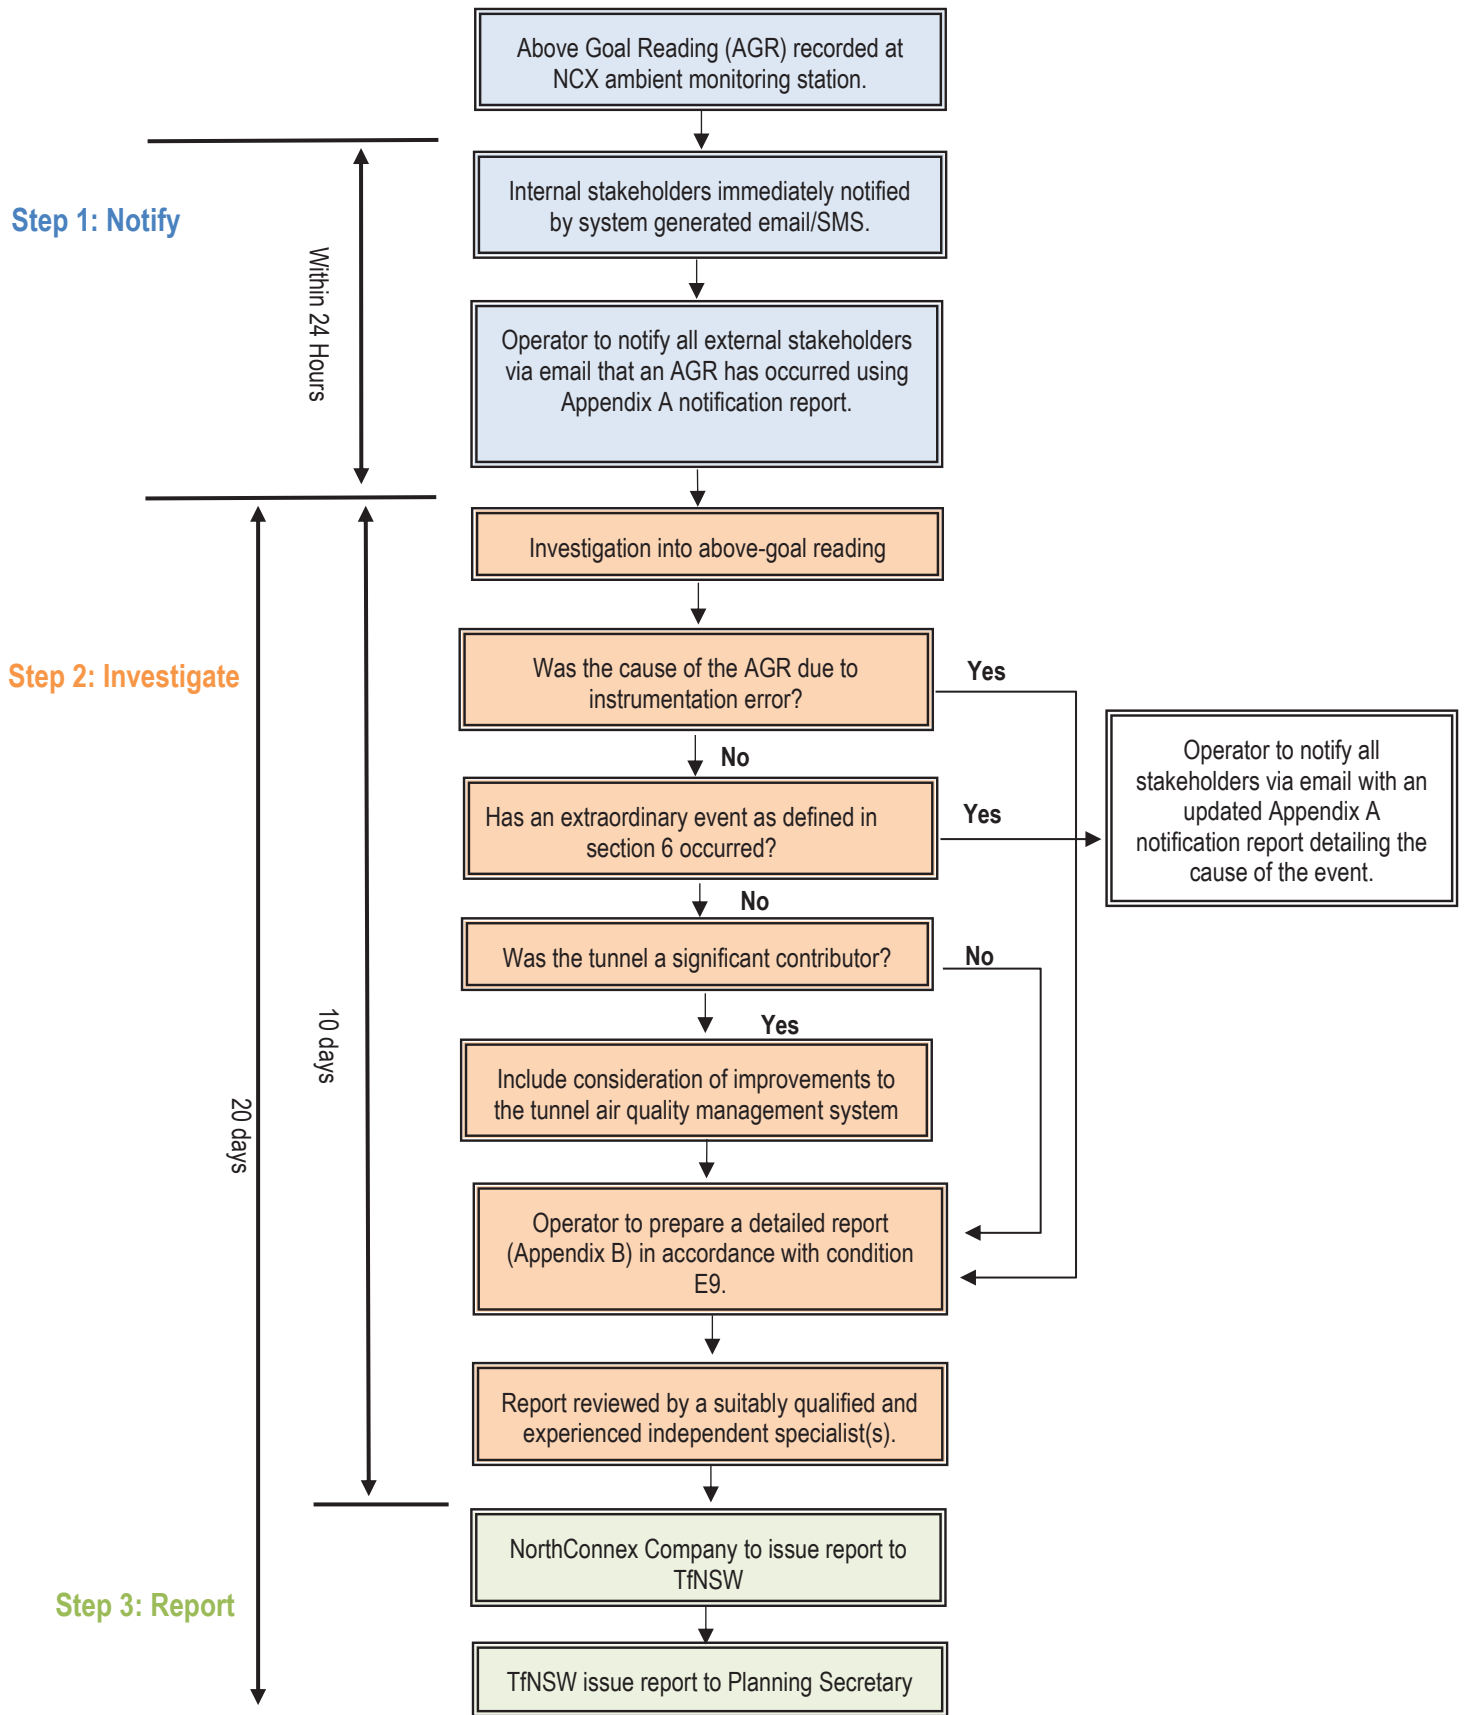 Above Goal Reading (AGR) recorded at
NCX ambient monitoring station.
Step 1: Notify
Within 24 Hours
Internal stakeholders immediately notified
by system generated email/SMS.
Operator to notify all external stakeholders
via email that an AGR has occurred using
Appendix A notification report.
Step 2: Investigate
10 days
20 days
Investigation into above-goal reading
Was the cause of the AGR due to
instrumentation error?
Yes
No
Has an extraordinary event as defined in
section 6 occurred?
Yes
Operator to notify all
stakeholders via email with an
updated Appendix A
notification report detailing the
cause of the event.
No
Was the tunnel a significant contributor?
No
Yes
Include consideration of improvements to
the tunnel air quality management system
Operator to prepare a detailed report
(Appendix B) in accordance with condition
E9.
Report reviewed by a suitably qualified and
experienced independent specialist(s).
Step 3: Report
NorthConnex Company to issue report to
TfNSW
TfNSW issue report to Planning Secretary